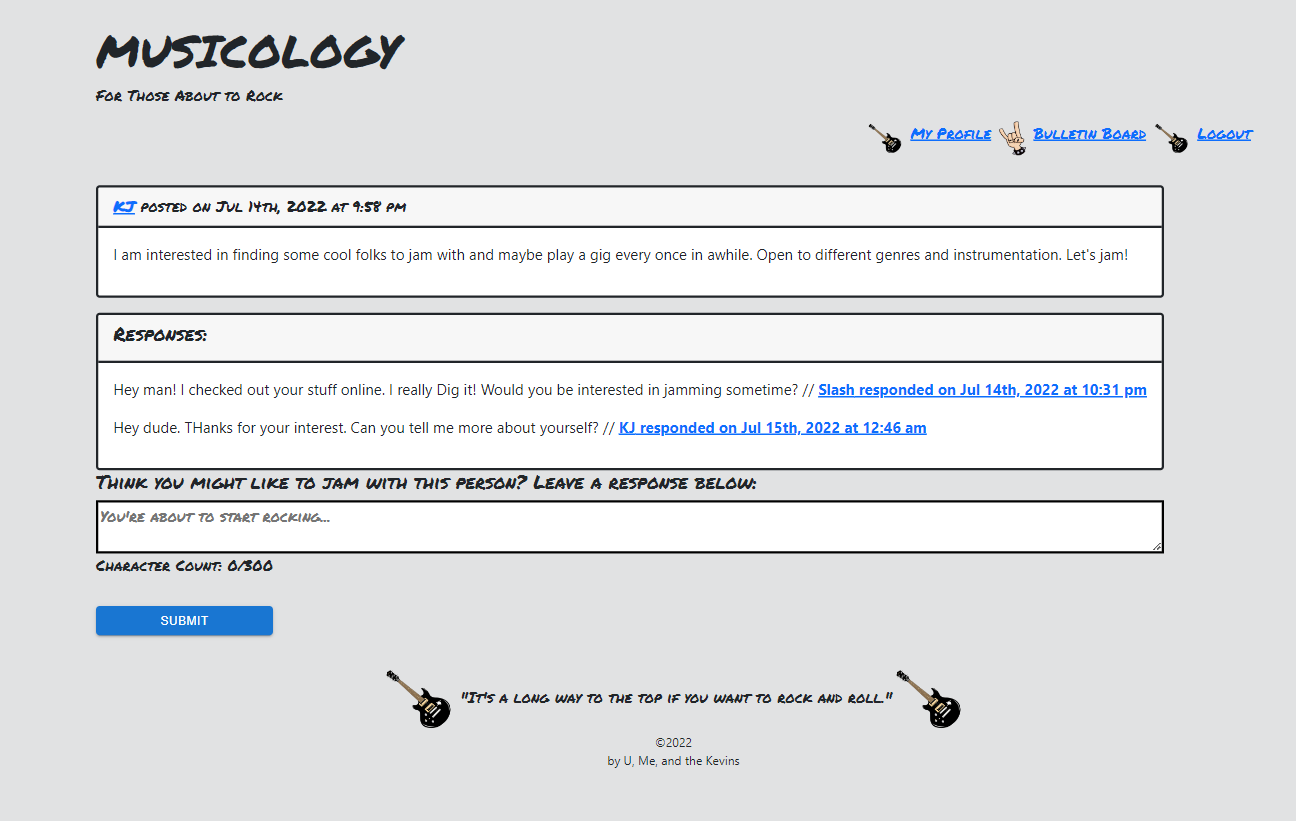 MUSICOLOGY
For Those About to Rock
My Profile Bulletin Board Logout
KJ posted on Jul 14th, 2022 at 9:58 pm
I am interested in finding some cool folks to jam with and maybe play a gig every once in awhile. Open to different genres and instrumentation. Let's jam!
Responses:
Hey man! I checked out your stuff online. I really Dig it! Would you be interested in jamming sometime? // Slash responded on Jul 14th, 2022 at 10:31 pm
Hey dude. THanks for your interest. Can you tell me more about yourself? // KJ responded on Jul 15th, 2022 at 12:46 am
Think you might like to jam with this person? Leave a response below:
You're about to start rocking...
Character Count: 0/300
SUBMIT
"It's a long way to the top if you want to rock and roll."
©2022
by U, Me, and the Kevins